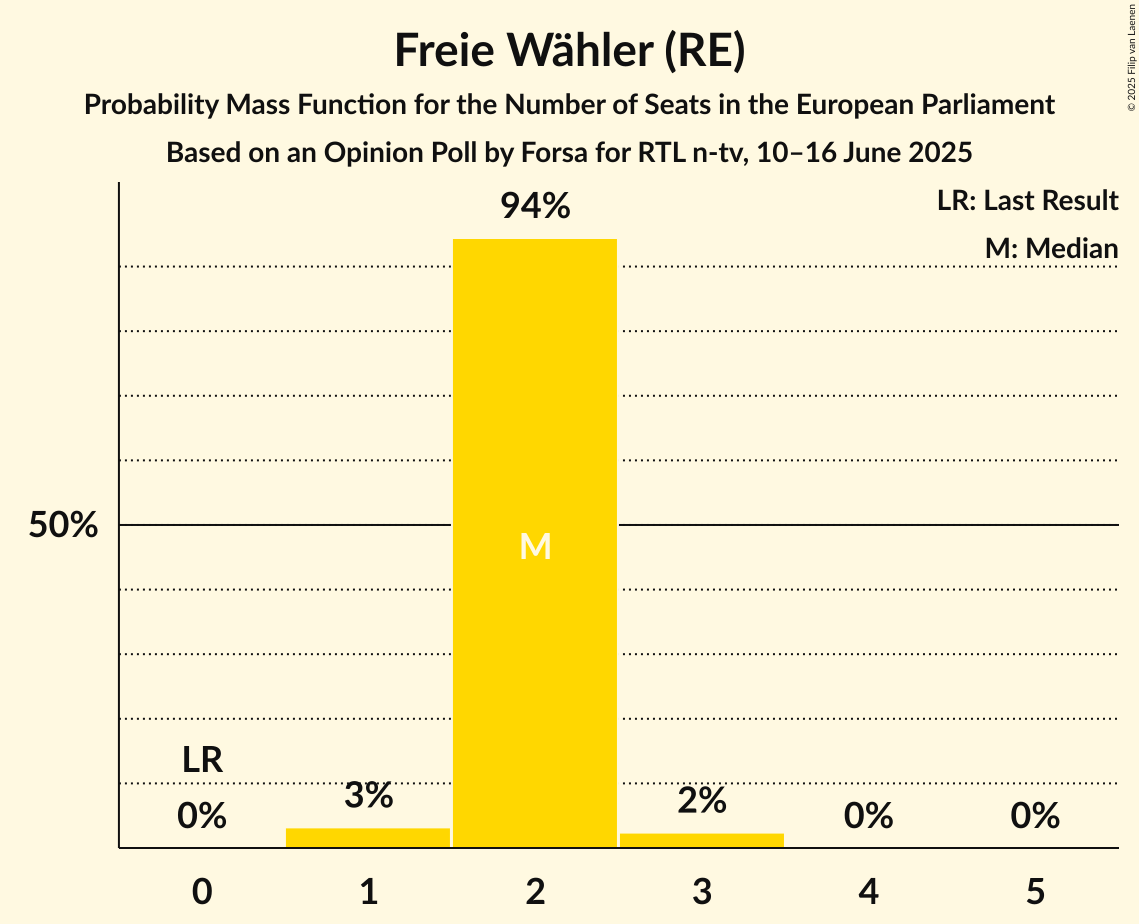 Freie Wähler (RE)
Probability Mass Function for the Number of Seats in the European Parliament
Based on an Opinion Poll by Forsa for RTL n-tv, 10–16 June 2025
© 2025 Filip van Laenen
LR: Last Result
M: Median
94%
50%
M
LR
0%
3%
2%
0%
0%
0
1
2
3
4
5